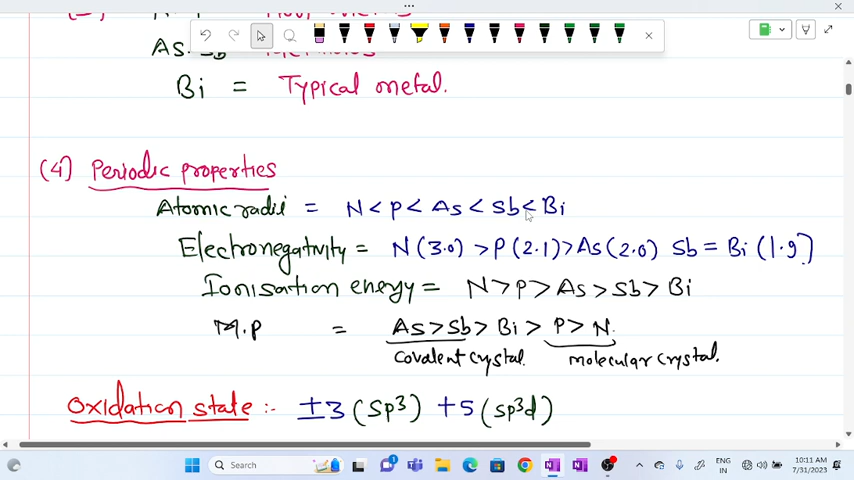 As. Sb
Bi = Typical metal.
(4) Periodic properties
Atomic radii = N < P < As < Sb < Bi
Electronegativity = N (3.0) > P (2.1) > As (2.0) Sb = Bi (1.9)
Ionisation energy = N > P > As > Sb > Bi
M.P = As > Sb > Bi > P > N.
covalent crystal. molecular crystal.
Oxidation state :- ±3 (sp³) +5 (sp³d)
Search
ENG
IN
10:11 AM
7/31/2023